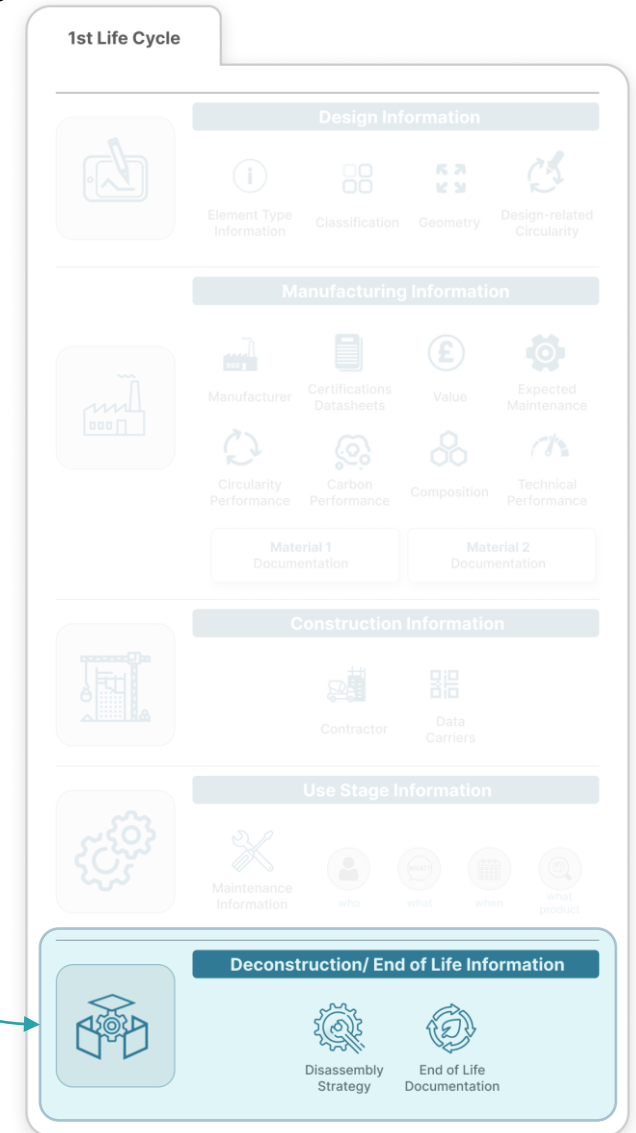 1st Life Cycle
Design Information
Element Type
Information
Classification
Geometry
Design-related
Circularity
Manufacturing Information
Manufacturer
Certifications
Datasheets
Value
Expected
Maintenance
Circularity
Performance
Carbon
Performance
Composition
Technical
Performance
Material 1
Documentation
Material 2
Documentation
Construction Information
Contractor
Data
Carriers
Use Stage Information
Maintenance
Information
who
what
when
what
product
Deconstruction/ End of Life Information
Disassembly
Strategy
End of Life
Documentation